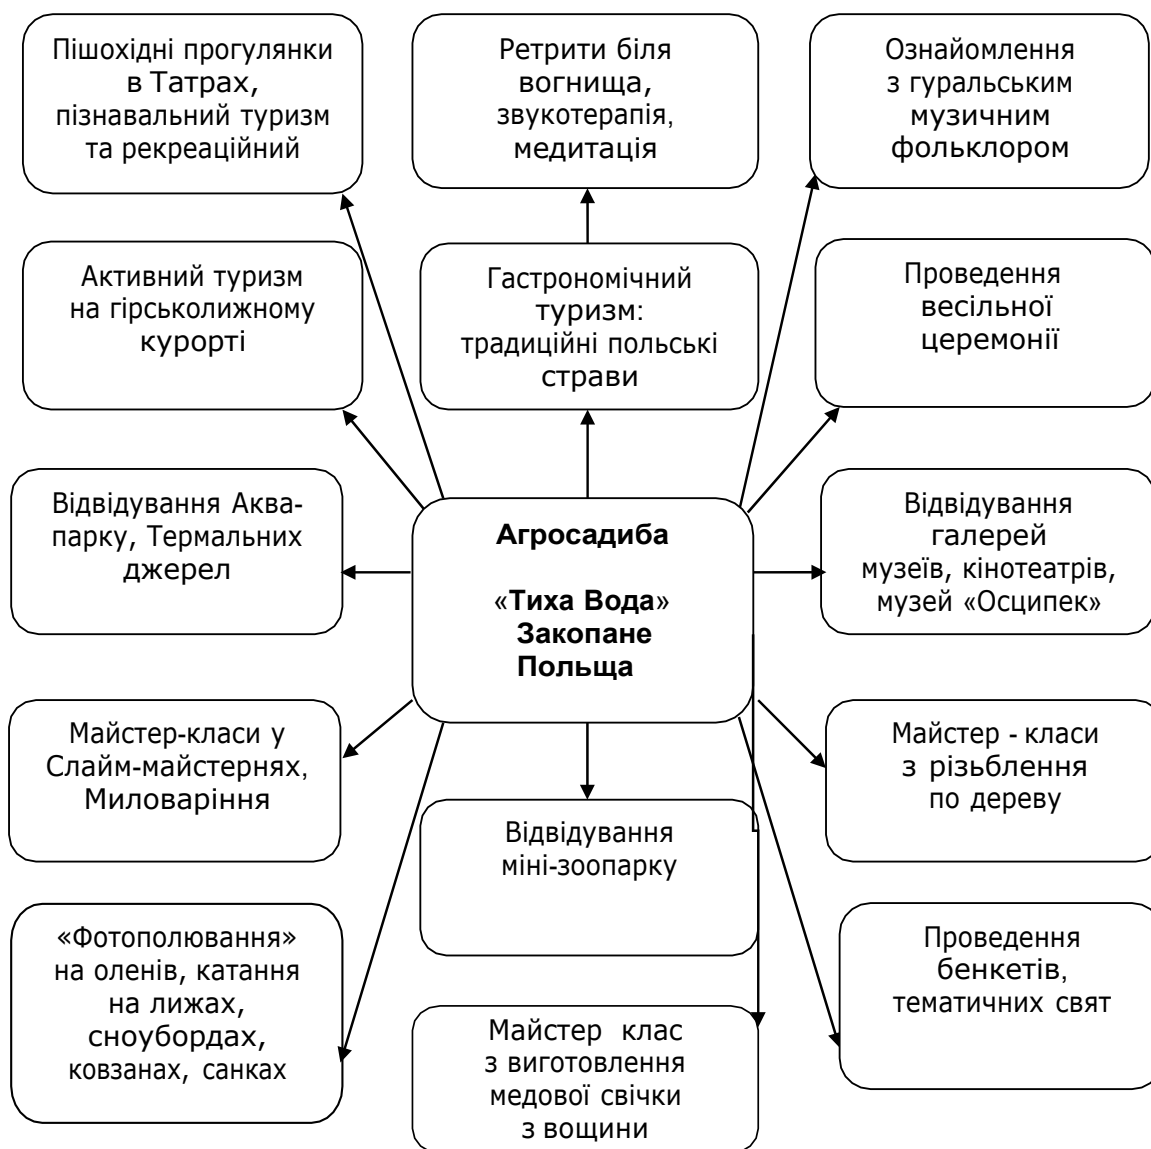 Пішохідні прогулянки
в Татрах,
пізнавальний туризм
та рекреаційний
Ретрити біля
вогнища,
звукотерапія,
медитація
Ознайомлення
з гуральським
музичним
фольклором
Активний туризм
на гірськолижному
курорті
Гастрономічний
туризм:
традиційні польські
страви
Проведення
весільної
церемонії
Відвідування Аква-
парку, Термальних
джерел
Агросадиба
«Тиха Вода»
Закопане
Польща
Відвідування
галерей
музеїв, кінотеатрів,
музей «Осципек»
Майстер-класи у
Слайм-майстернях,
Миловаріння
Відвідування
міні-зоопарку
Майстер - класи
з різьблення
по дереву
«Фотополювання»
на оленів, катання
на лижах,
сноубордах,
ковзанах, санках
Майстер клас
з виготовлення
медової свічки
з вощини
Проведення
бенкетів,
тематичних свят